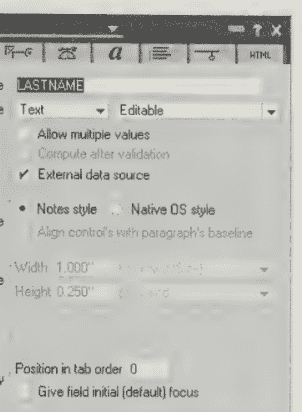 ? X
a HTML
LASTNAME
Text Editable
Allow multiple values
Compute after validation
✓ External data source
• Notes style Native OS style
Align control's with paragraph's baseline
Width 1.000"
Height 0.250"
Position in tab order 0
Give field initial (default) focus